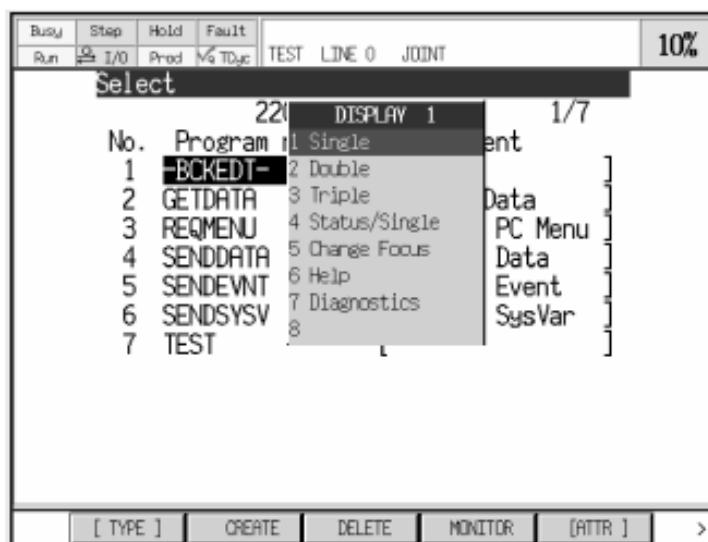 Busy Step Hold Fault
Run I/O Prod TDyc TEST LINE 0 JOINT 10%
Select
220 DISPLAY 1 1/7
No. Program 1 Single ent
1 -BCKEDT- 2 Double ]
2 GETDATA 3 Triple Data ]
3 REQMENU 4 Status/Single PC Menu ]
4 SENDDATA 5 Change Focus Data ]
5 SENDEVNT 6 Help Event ]
6 SENDSYSV 7 Diagnostics SysVar ]
8
7 TEST [ ]
[ TYPE ] CREATE DELETE MONITOR [ATTR ] >